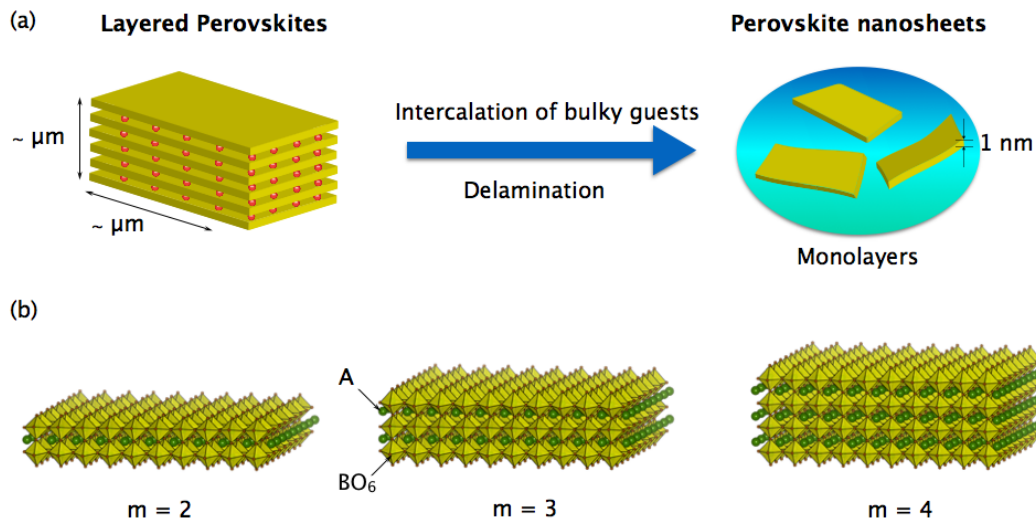 (a)
Layered Perovskites
Perovskite nanosheets
~ μm
~ μm
Intercalation of bulky guests
Delamination
1 nm
Monolayers
(b)
A
BO₆
m = 2
m = 3
m = 4